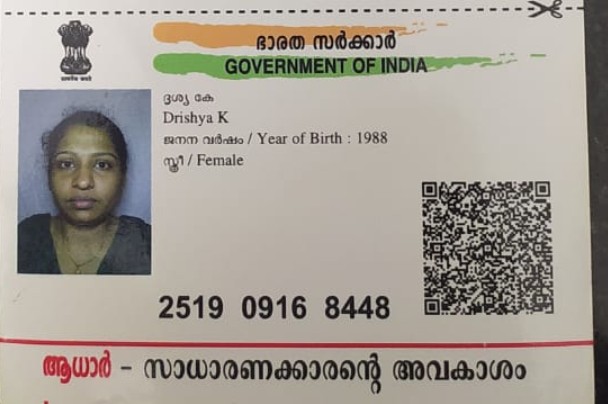 ഭാരത സർക്കാർ
GOVERNMENT OF INDIA
ദൃശ്യ കേ
Drishya K
ജനന വർഷം / Year of Birth : 1988
സ്ത്രീ / Female
2519 0916 8448
ആധാർ - സാധാരണക്കാരന്റെ അവകാശം